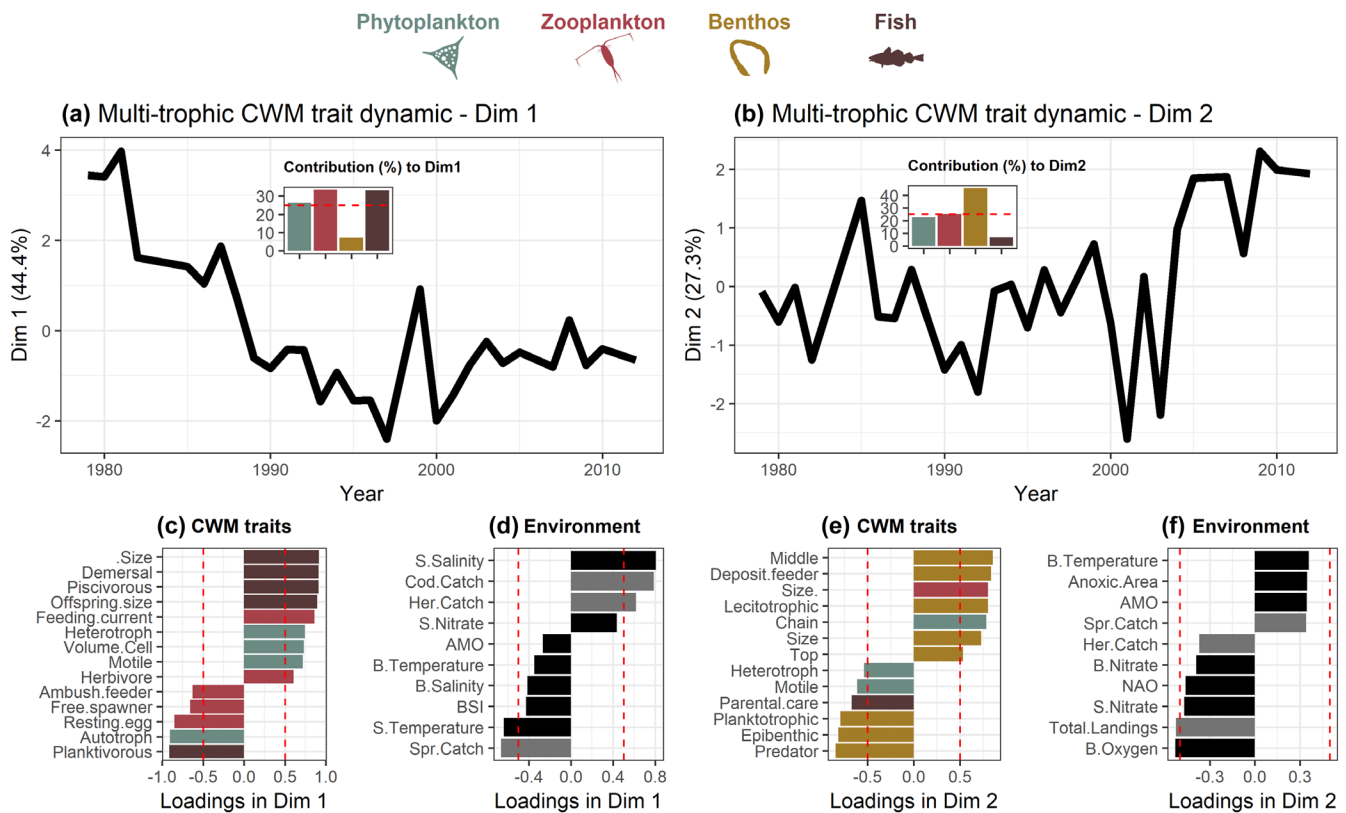 Phytoplankton Zooplankton Benthos Fish
(a) Multi-trophic CWM trait dynamic - Dim 1
Dim 1 (44.4%)
4
2
0
-2
Contribution (%) to Dim1
30
20
10
0
1980 1990 2000 2010
Year
(b) Multi-trophic CWM trait dynamic - Dim 2
Dim 2 (27.3%)
2
1
0
-1
-2
Contribution (%) to Dim2
40
30
20
10
0
1980 1990 2000 2010
Year
(c) CWM traits
.Size
Demersal
Piscivorous
Offspring.size
Feeding.current
Heterotroph
Volume.Cell
Motile
Herbivore
Ambush.feeder
Free.spawner
Resting.egg
Autotroph
Planktivorous
-1.0 -0.5 0.0 0.5 1.0
Loadings in Dim 1
(d) Environment
S.Salinity
Cod.Catch
Her.Catch
S.Nitrate
AMO
B.Temperature
B.Salinity
BSI
S.Temperature
Spr.Catch
-0.4 0.0 0.4 0.8
Loadings in Dim 1
(e) CWM traits
Middle
Deposit.feeder
Size.
Lecitotrophic
Chain
Size
Top
Heterotroph
Motile
Parental.care
Planktotrophic
Epibenthic
Predator
-0.5 0.0 0.5
Loadings in Dim 2
(f) Environment
B.Temperature
Anoxic.Area
AMO
Spr.Catch
Her.Catch
B.Nitrate
NAO
S.Nitrate
Total.Landings
B.Oxygen
-0.3 0.0 0.3
Loadings in Dim 2